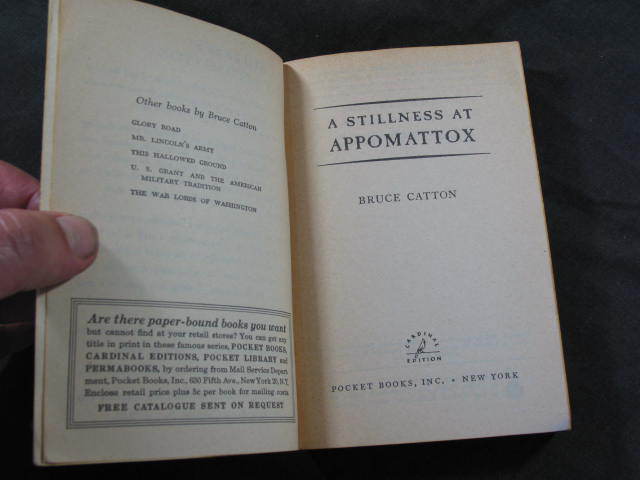 Other books by Bruce Catton
GLORY ROAD
MR. LINCOLN'S ARMY
THIS HALLOWED GROUND
U. S. GRANT AND THE AMERICAN
MILITARY TRADITION
THE WAR LORDS OF WASHINGTON
Are there paper-bound books you want
but cannot find at your retail stores? You can get any
title in print in these famous series, POCKET BOOKS,
CARDINAL EDITIONS, POCKET LIBRARY and
PERMABOOKS, by ordering from Mail Service Depart
ment, Pocket Books, Inc., 630 Fifth Ave., New York 20, N.Y.
Enclose retail price plus 5c per book for mailing costs
FREE CATALOGUE SENT ON REQUEST
A STILLNESS AT
APPOMATTOX
BRUCE CATTON
CARDINAL
EDITION
POCKET BOOKS, INC. • NEW YORK